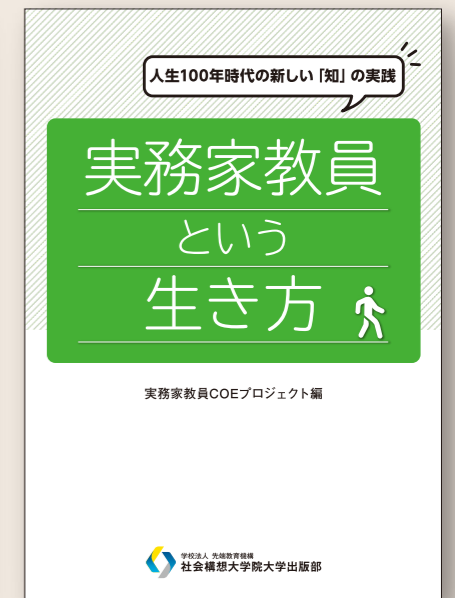 人生100年時代の新しい「知」の実践
実務家教員
という
生き方
実務家教員COEプロジェクト編
学校法人 先端教育機構
社会構想大学院大学出版部